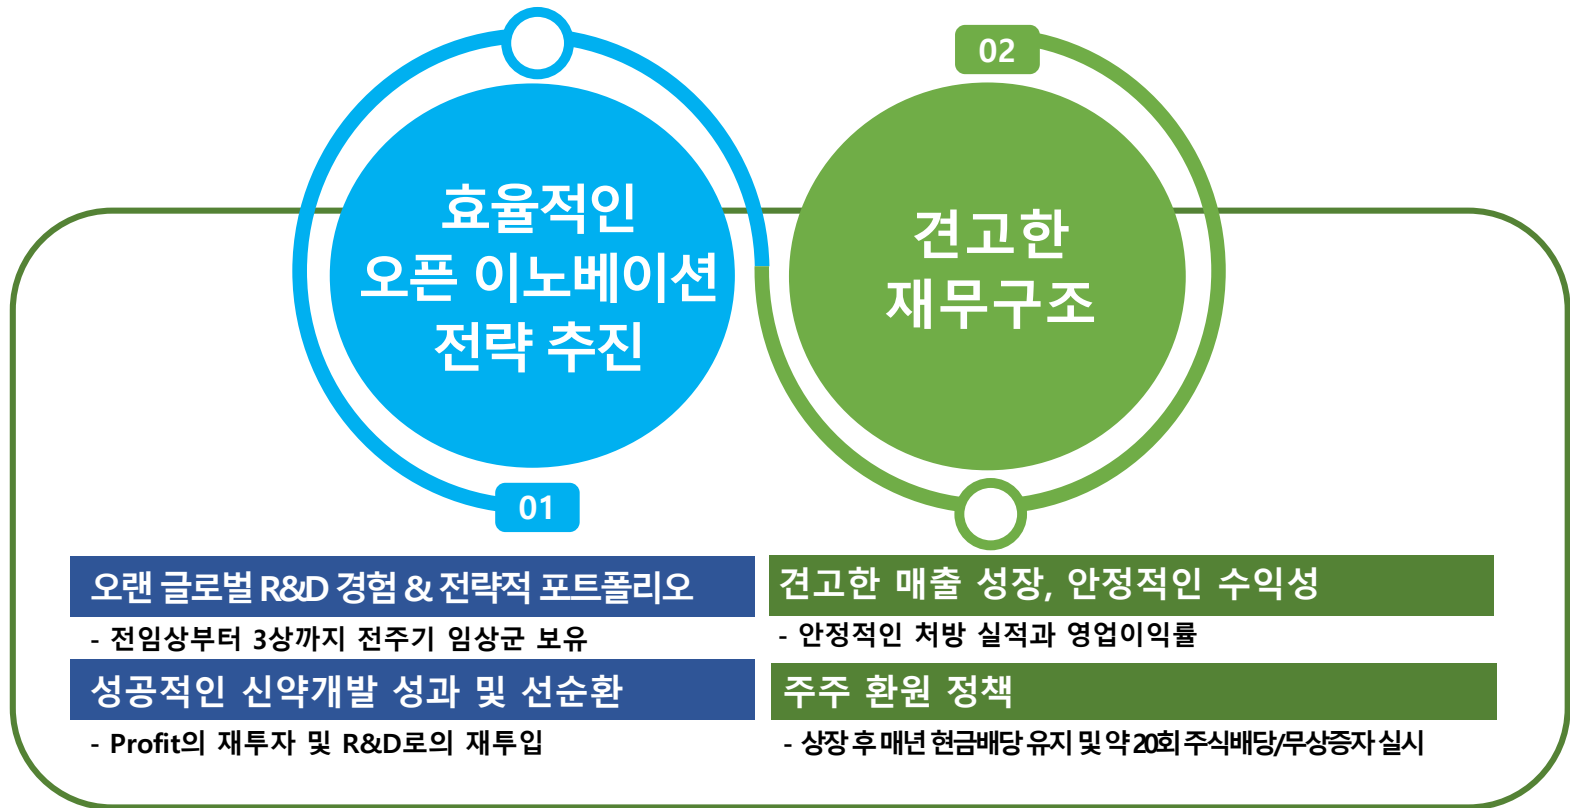 효율적인
오픈 이노베이션
전략 추진
01
02
견고한
재무구조
오랜 글로벌 R&D 경험 & 전략적 포트폴리오
- 전임상부터 3상까지 전주기 임상군 보유
성공적인 신약개발 성과 및 선순환
- Profit의 재투자 및 R&D로의 재투입
견고한 매출 성장, 안정적인 수익성
- 안정적인 처방 실적과 영업이익률
주주 환원 정책
- 상장 후 매년 현금배당 유지 및 약 20회 주식배당/무상증자 실시